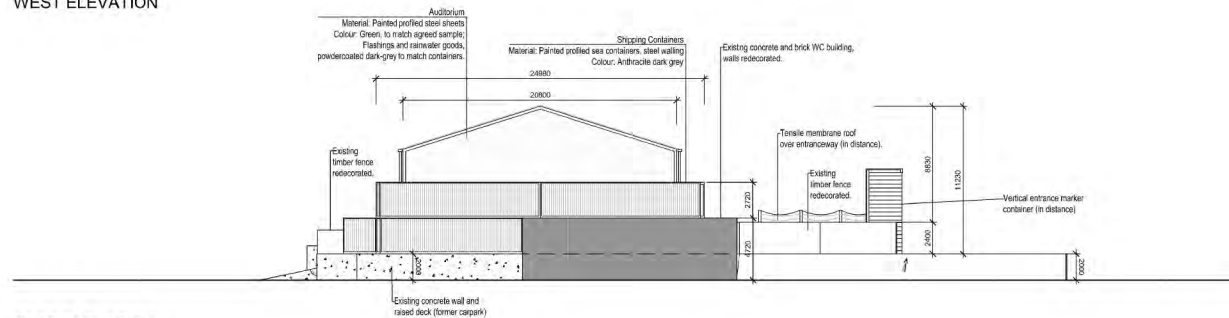 WEST ELEVATION
Auditorium
Material: Painted profiled steel sheets
Colour: Green, to match agreed sample;
Flashings and rainwater goods,
powdercoated dark-grey to match containers.
Shipping Containers
Material: Painted profiled sea containers, steel walling
Colour: Anthracite dark grey
Existing concrete and brick WC building,
walls redecorated.
24980
20800
Existing
timber fence
redecorated.
Tensile membrane roof
over entranceway (in distance).
Existing
timber fence
redecorated.
8830
11230
2720
Vertical entrance marker
container (in distance)
4720
2400
2000
2000
Existing concrete wall and
raised deck (former carpark)